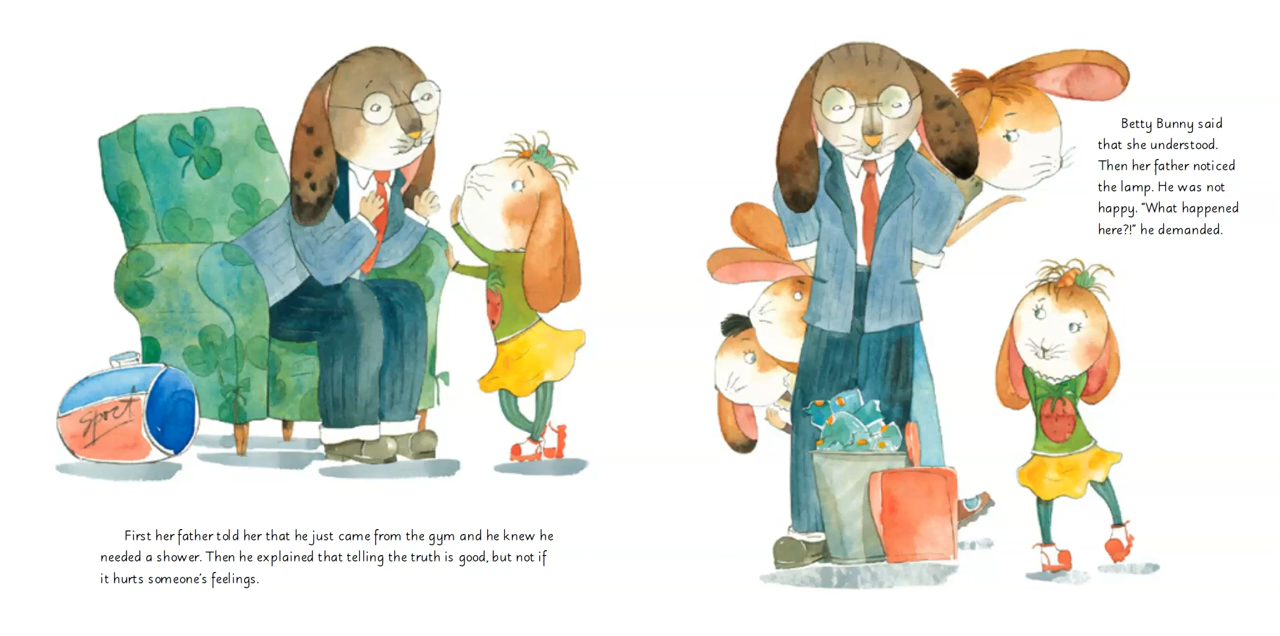 sport
First her father told her that he just came from the gym and he knew he
needed a shower. Then he explained that telling the truth is good, but not if
it hurts someone's feelings.
Betty Bunny said
that she understood.
Then her father noticed
the lamp. He was not
happy. "What happened
here?!" he demanded.